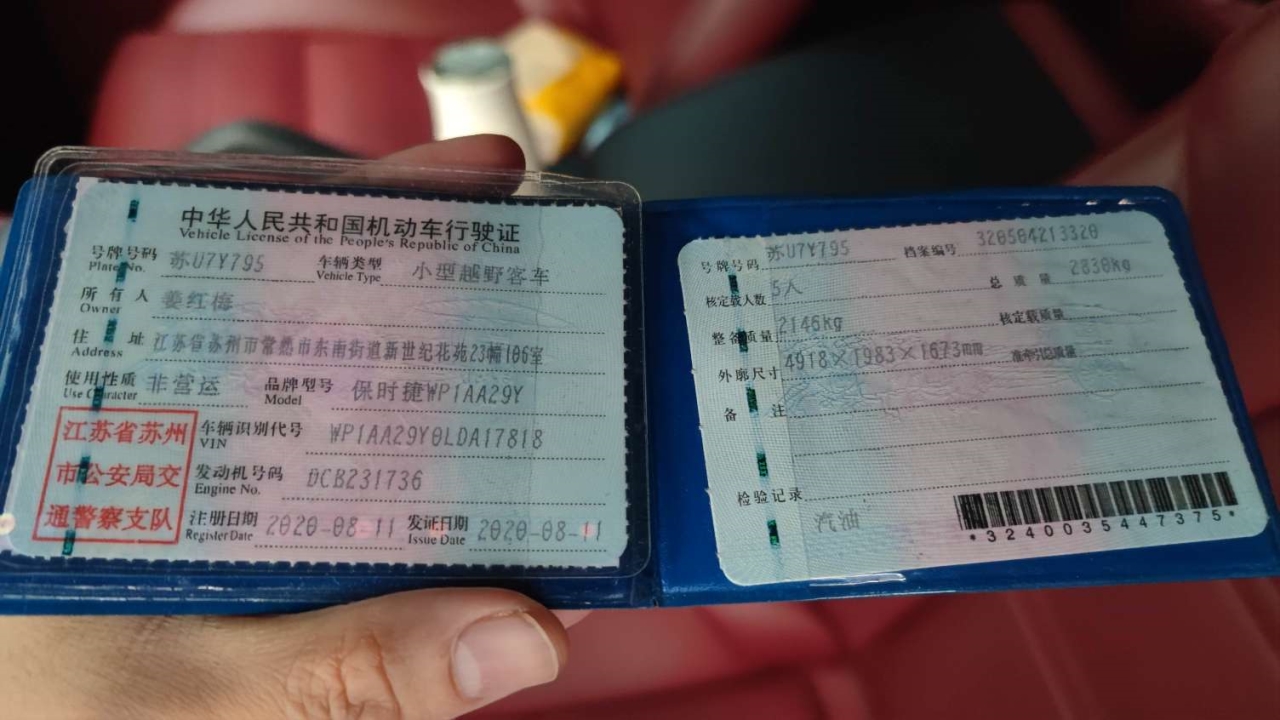 中华人民共和国机动车行驶证
Vehicle License of the People's Republic of China
号牌号码 苏U7Y795 车辆类型 小型越野客车
Plate No. Vehicle Type
所有人 姜红梅
Owner
住址 江苏省苏州市常熟市东南街道新世纪花苑23幢106室
Address
使用性质 非营运 品牌型号 保时捷WP1AA29Y
Use Character Model
江苏省苏州
市公安局交
通警察支队
车辆识别代号 WP1AA29Y0LDA17818
VIN
发动机号码 DCB231736
Engine No.
注册日期 2020-08-11 发证日期 2020-08-11
Register Date Issue Date
号牌号码 苏U7Y795 档案编号 320584213320
核定载人数 5人 总质量 2830kg
整备质量 2146kg 核定载质量
外廓尺寸 4918×1983×1673mm 准牵引总质量
备注
检验记录
汽油
*3240035447375*